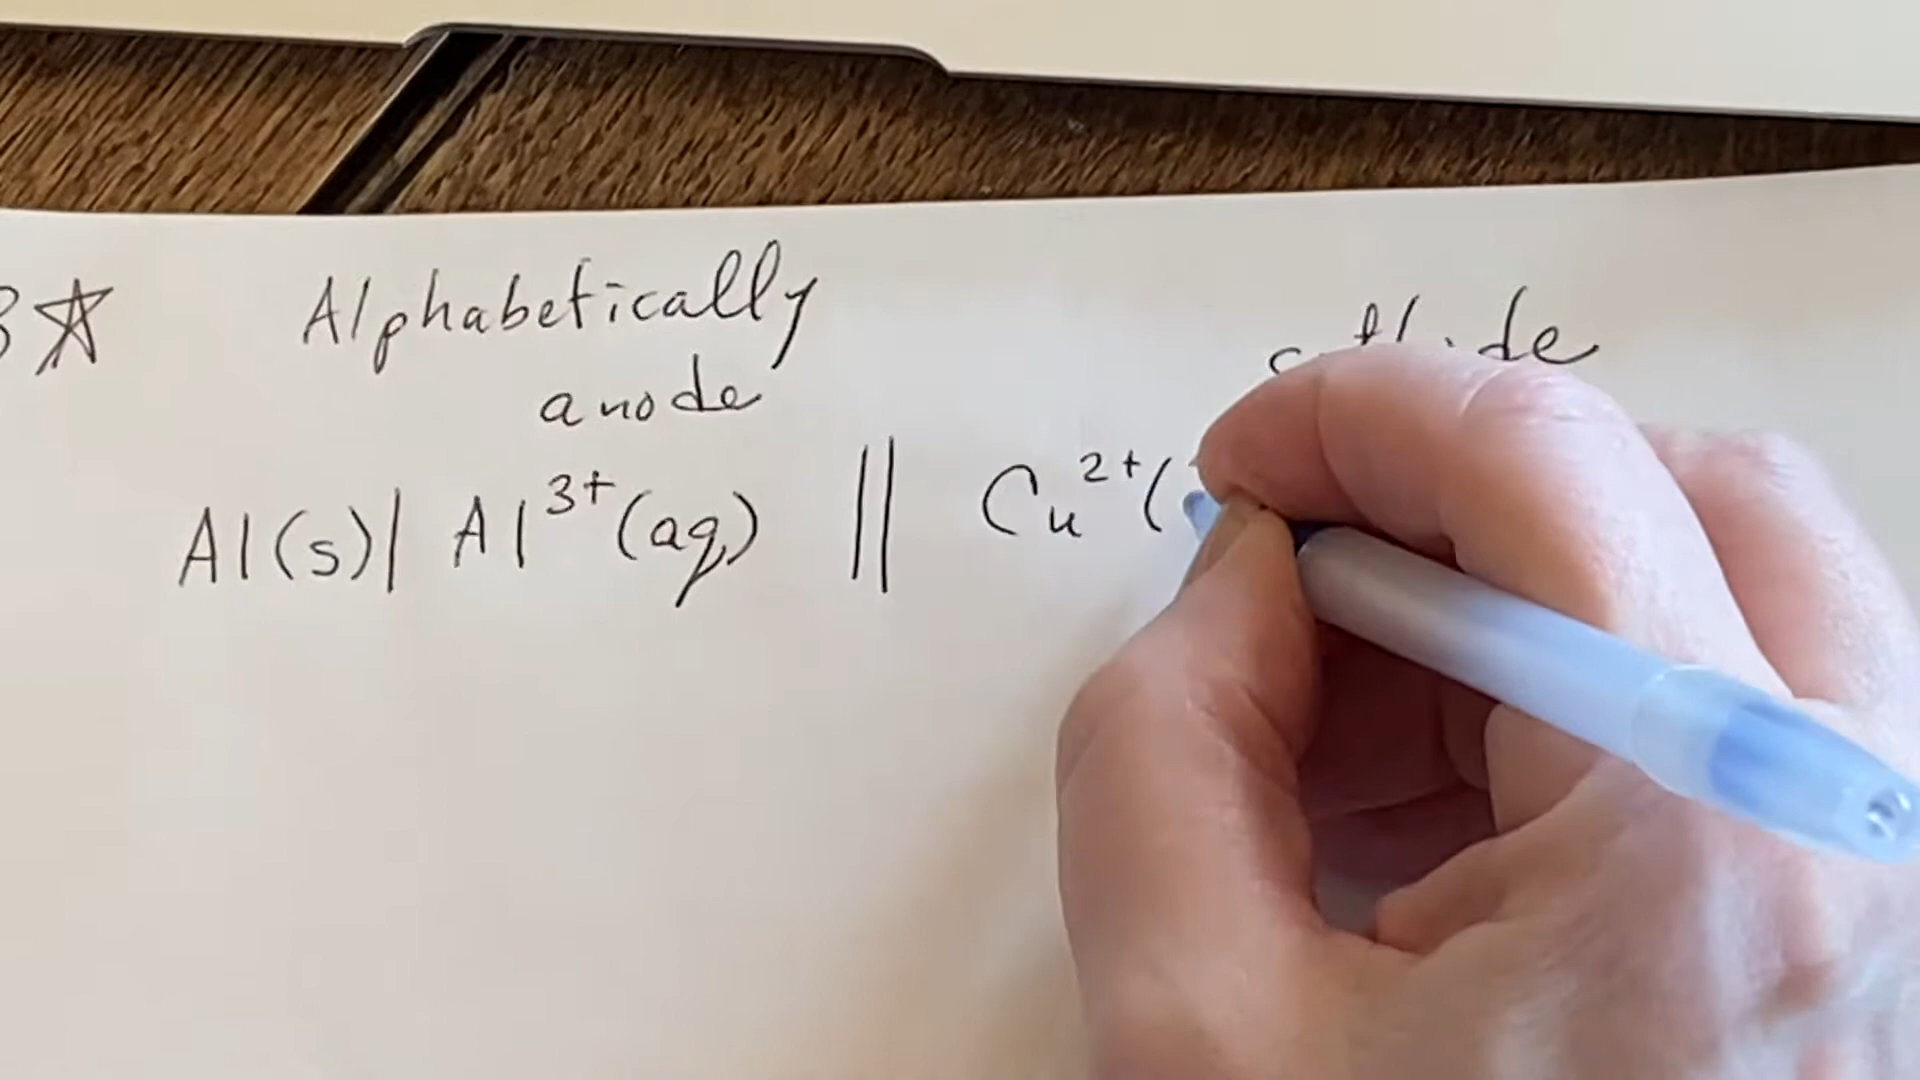 ☆ Alphabetically
anode
Al(s)| Al³⁺(aq) || Cu²⁺(